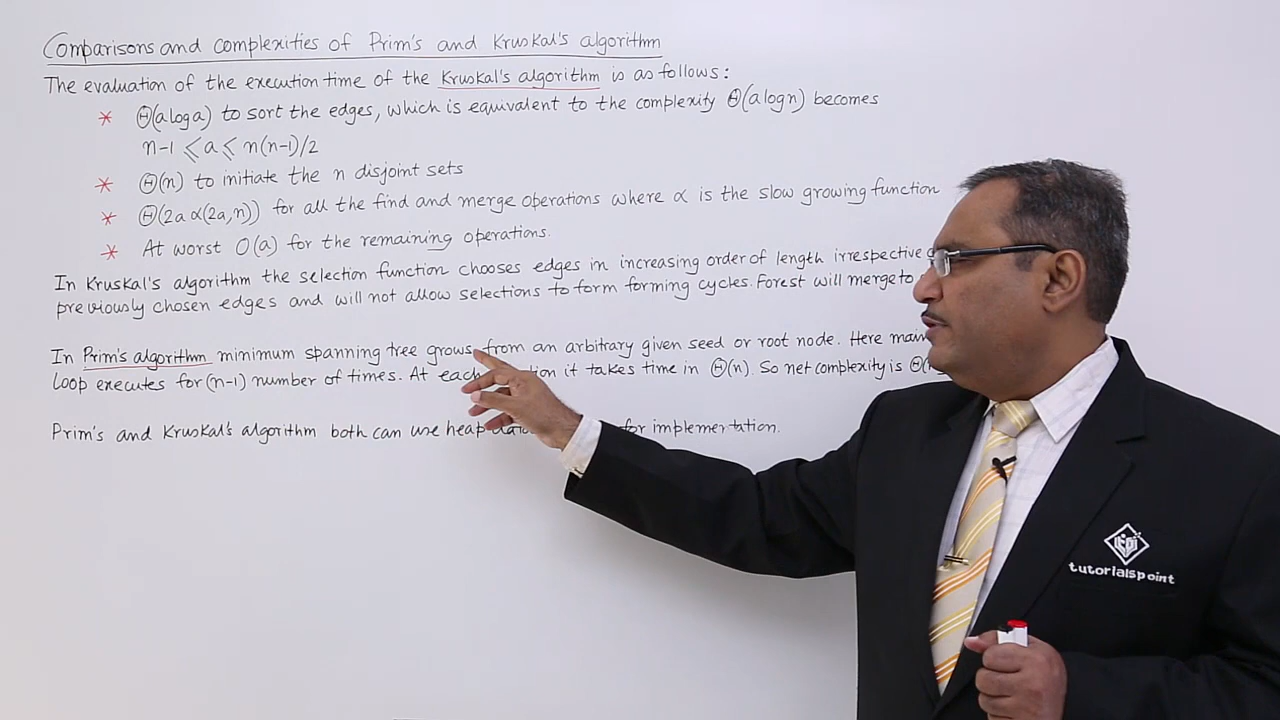 Comparisons and complexities of Prim's and Kruskal's algorithm
The evaluation of the execution time of the Kruskal's algorithm is as follows:
* Θ(a log a) to sort the edges, which is equivalent to the complexity Θ(a log n) becomes
n-1 ⩽ a ⩽ n(n-1)/2
* Θ(n) to initiate the n disjoint sets
* Θ(2a α(2a,n)) for all the find and merge operations where α is the slow growing function
* At worst O(a) for the remaining operations.
In Kruskal's algorithm the selection function chooses edges in increasing order of length irrespective
previously chosen edges and will not allow selections to form forming cycles. Forest will merge to
In Prim's algorithm minimum spanning tree grows from an arbitrary given seed or root node. Here
loop executes for (n-1) number of times. At each it takes time in Θ(n). So net complexity is
Prim's and Kruskal's algorithm both can use heap for implementation.
tutorialspoint